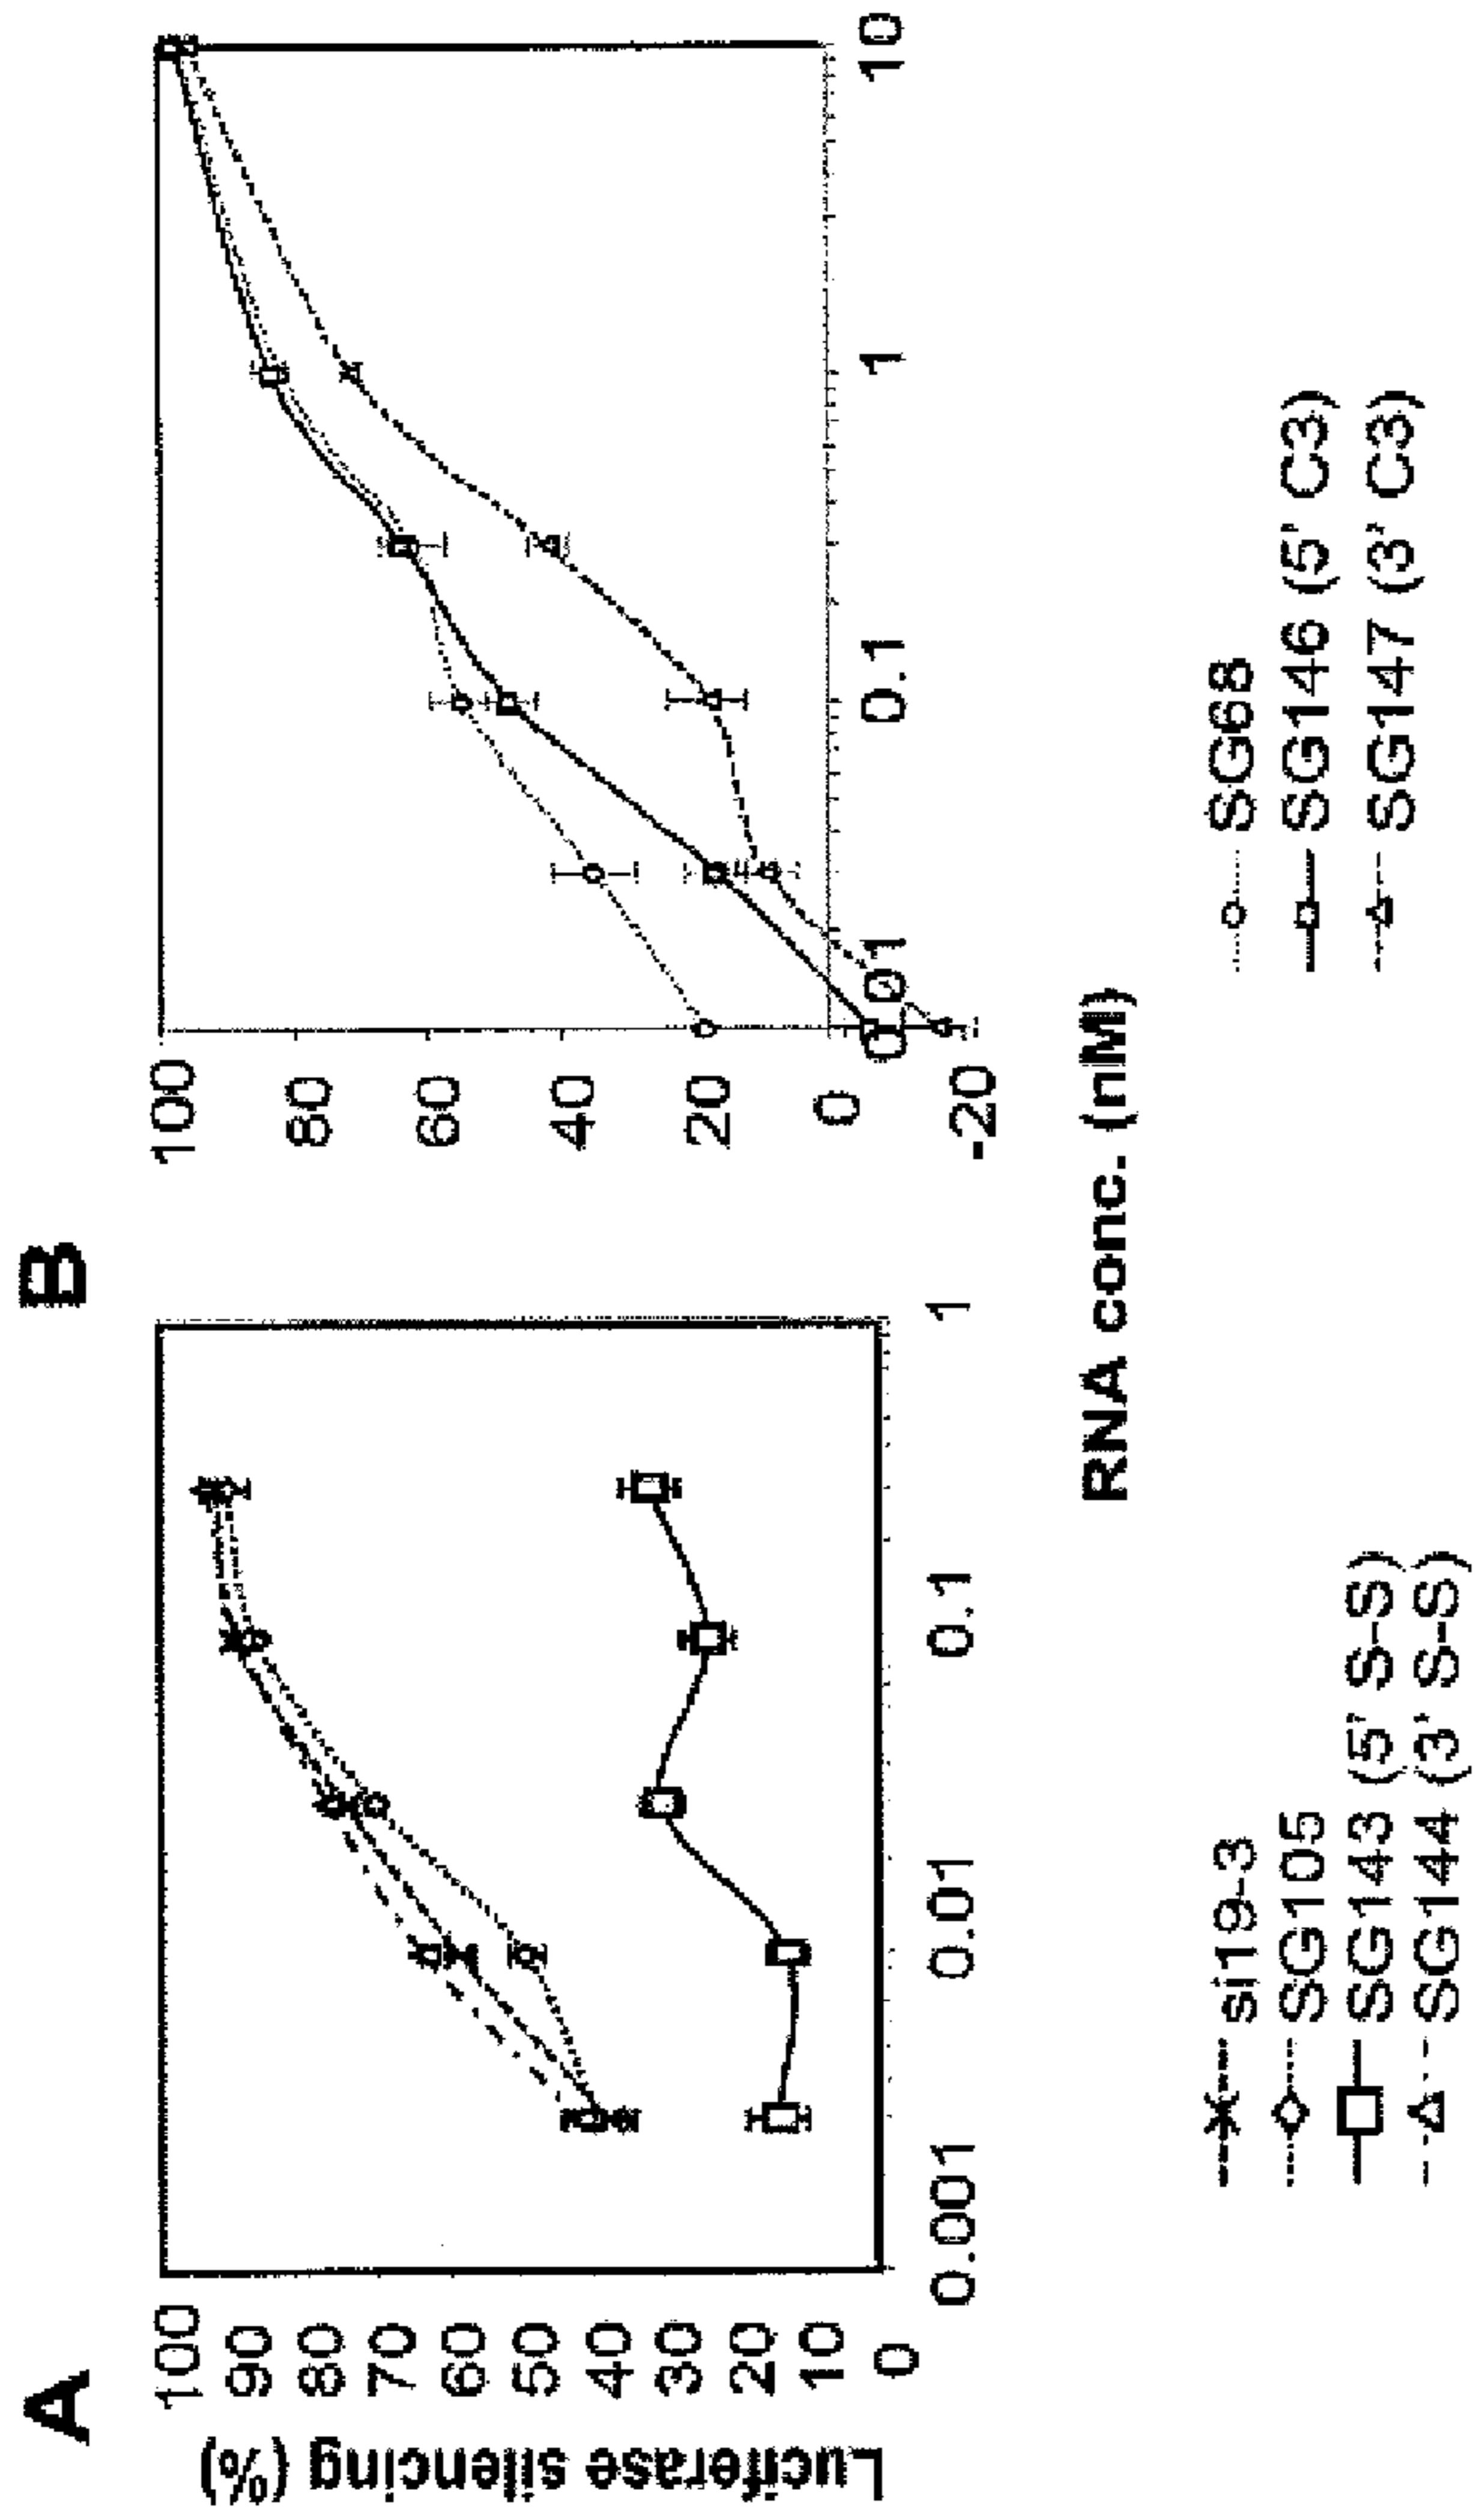 A
B
Luciferase silencing (%)
100
90
80
70
60
50
40
30
20
10
0
0.001
0.01
0.1
1
100
80
60
40
20
0
-20
0.01
0.1
1
10
RNA conc. (nM)
si19-3
SG105
SG143 (5' S-S)
SG144 (3' S-S)
SG68
SG146 (5' C3)
SG147 (3' C3)